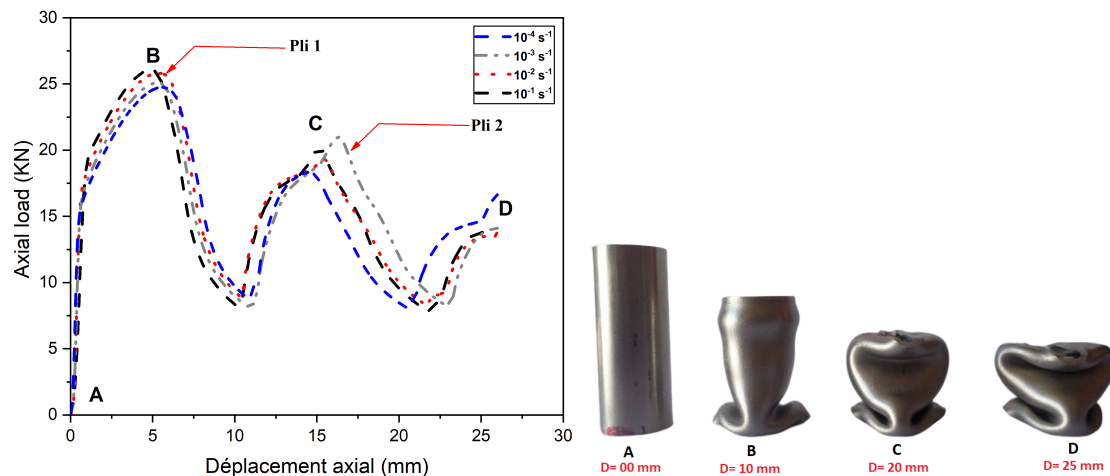 30
25
20
15
10
5
0
Axial load (KN)
0 5 10 15 20 25 30
Déplacement axial (mm)
A
B
C
D
Pli 1
Pli 2
10⁻⁴ s⁻¹
10⁻³ s⁻¹
10⁻² s⁻¹
10⁻¹ s⁻¹
A
D= 00 mm
B
D= 10 mm
C
D= 20 mm
D
D= 25 mm